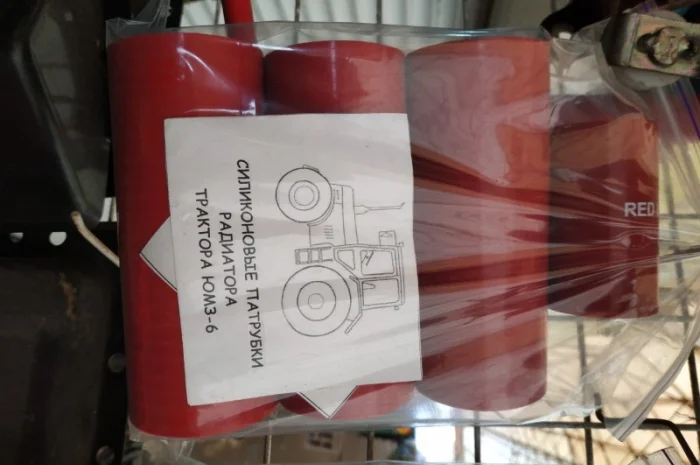 СИЛИКОНОВЫЕ ПАТРУБКИ
РАДИАТОРА
ТРАКТОРА ЮМЗ-6
RED